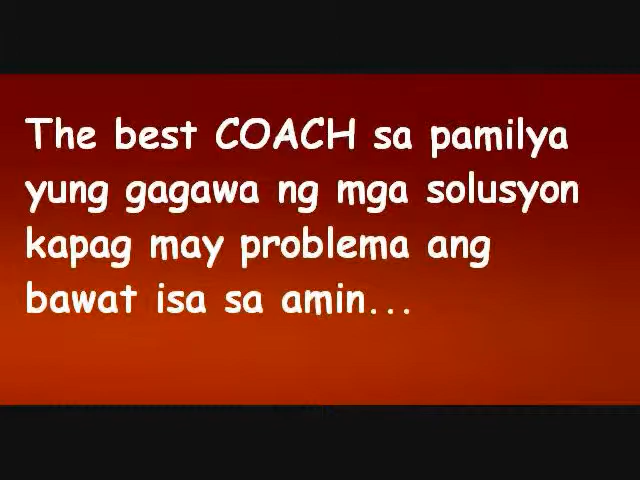 The best COACH sa pamilya
yung gagawa ng mga solusyon
kapag may problema ang
bawat isa sa amin...